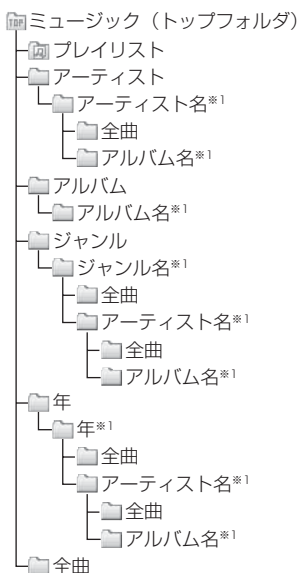 TOP ミュージック（トップフォルダ）
プレイリスト
アーティスト
アーティスト名※1
全曲
アルバム名※1
アルバム
アルバム名※1
ジャンル
ジャンル名※1
全曲
アーティスト名※1
全曲
アルバム名※1
年
年※1
全曲
アーティスト名※1
全曲
アルバム名※1
全曲